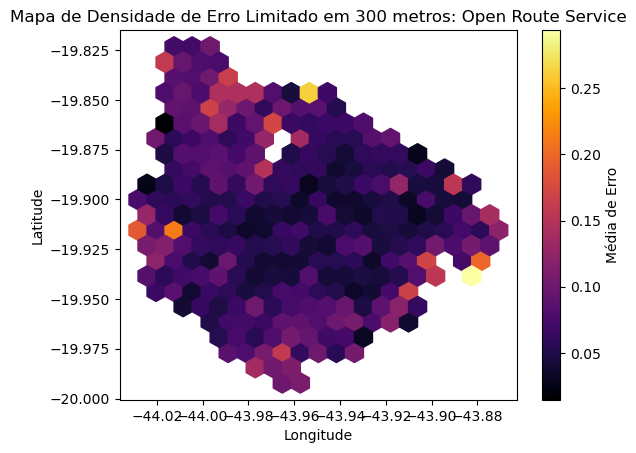 Mapa de Densidade de Erro Limitado em 300 metros: Open Route Service
−19.825
−19.850
−19.875
−19.900
−19.925
−19.950
−19.975
−20.000
Latitude
−44.02 −44.00 −43.98 −43.96 −43.94 −43.92 −43.90 −43.88
Longitude
0.25
0.20
0.15
0.10
0.05
Média de Erro